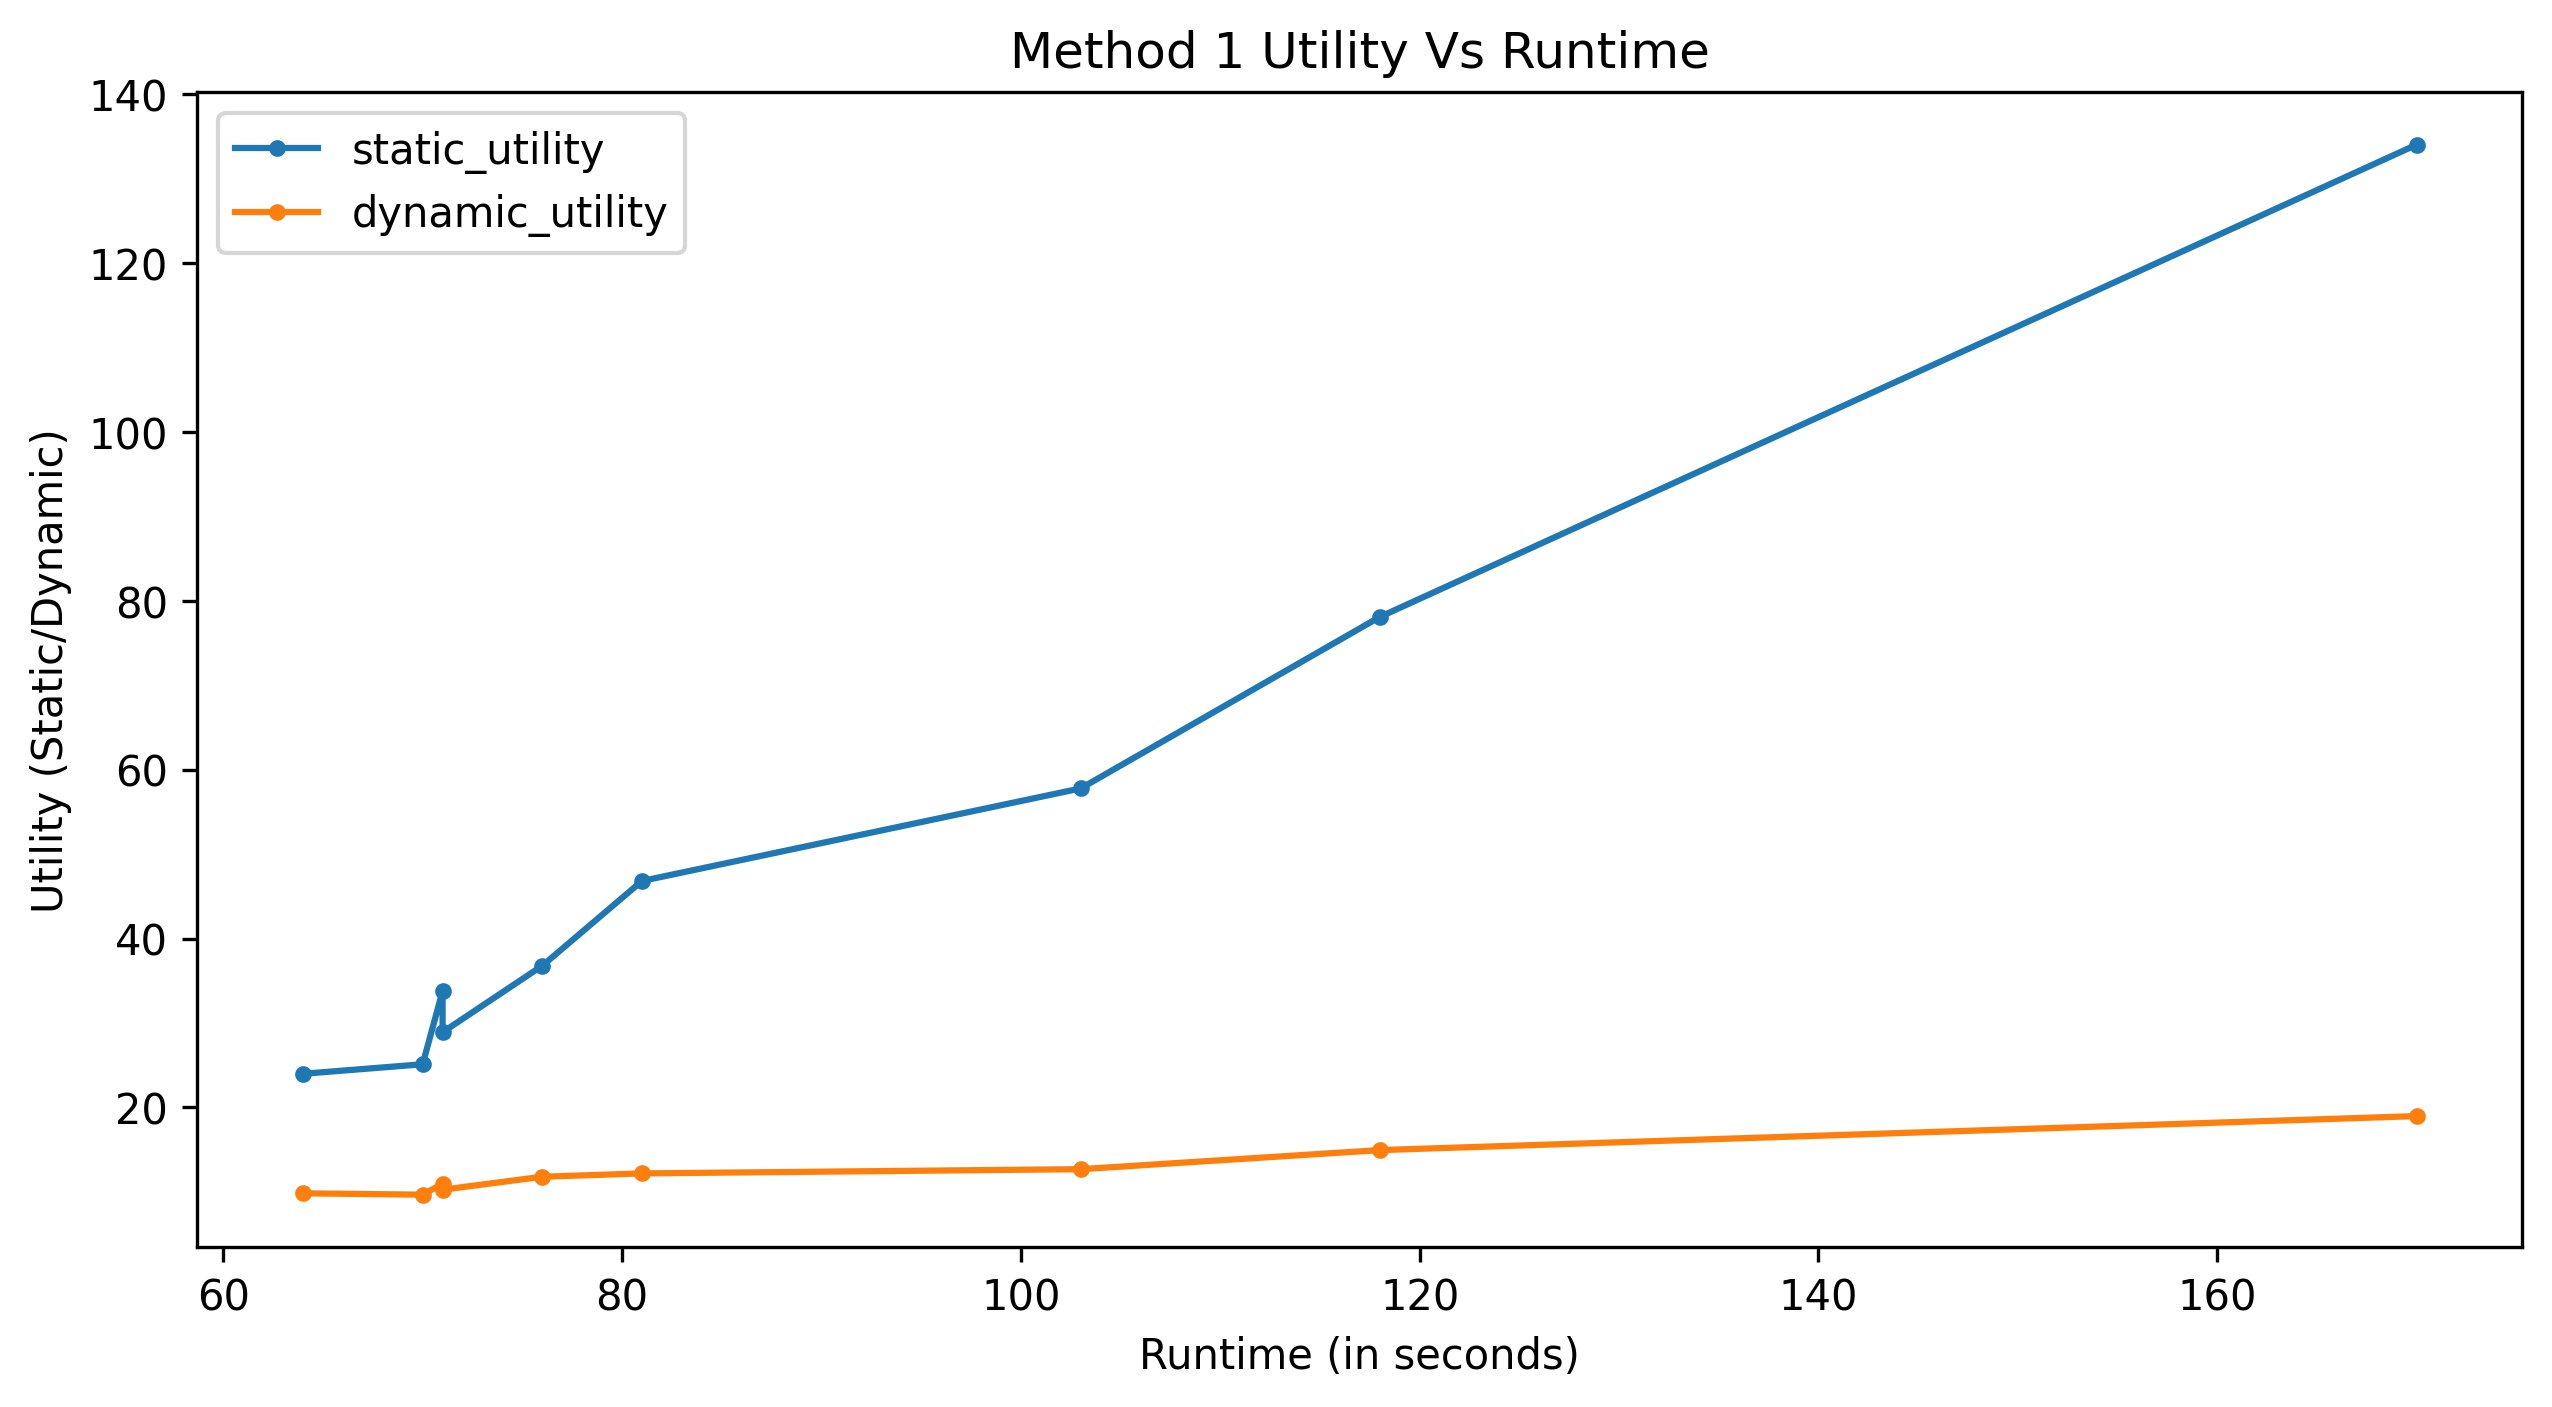 Method 1 Utility Vs Runtime
static_utility
dynamic_utility
Utility (Static/Dynamic)
140
120
100
80
60
40
20
60 80 100 120 140 160
Runtime (in seconds)